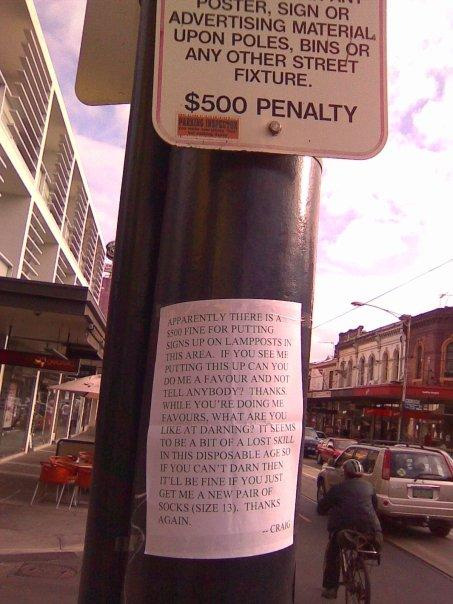 POSTER, SIGN OR
ADVERTISING MATERIAL
UPON POLES, BINS OR
ANY OTHER STREET
FIXTURE.
$500 PENALTY
PARKING INSPECTOR
APPARENTLY THERE IS A
$500 FINE FOR PUTTING
SIGNS UP ON LAMPPOSTS IN
THIS AREA. IF YOU SEE ME
PUTTING THIS UP CAN YOU
DO ME A FAVOUR AND NOT
TELL ANYBODY? THANKS.
WHILE YOU'RE DOING ME
FAVOURS, WHAT ARE YOU
LIKE AT DARNING? IT SEEMS
TO BE A BIT OF A LOST SKILL
IN THIS DISPOSABLE AGE SO
IF YOU CAN'T DARN THEN
IT'LL BE FINE IF YOU JUST
GET ME A NEW PAIR OF
SOCKS (SIZE 13). THANKS
AGAIN.
-- CRAIG